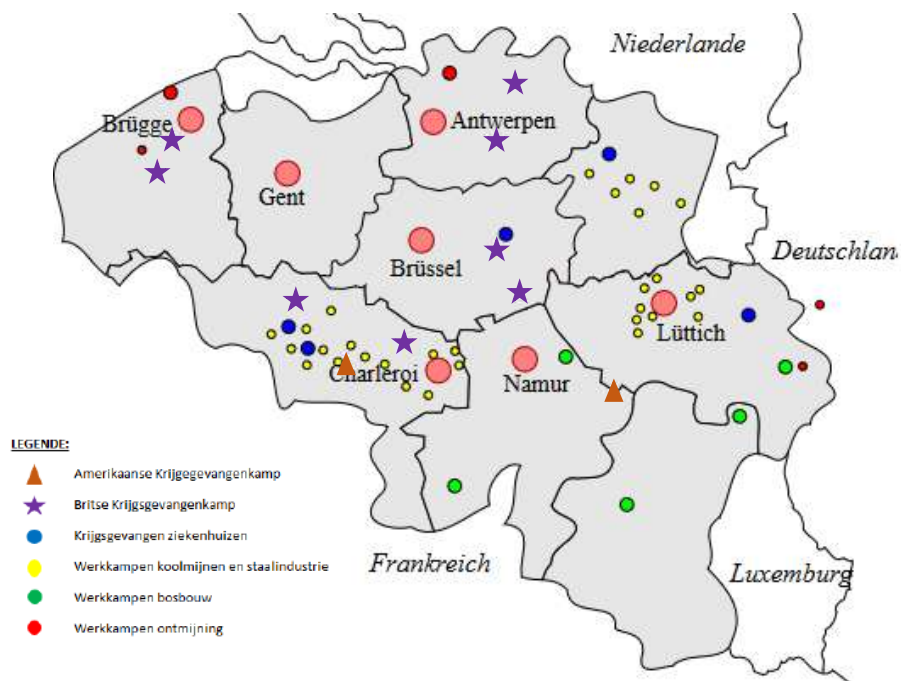 Niederlande
Brügge
Antwerpen
Gent
Brüssel
Deutschlan
Lüttich
Charleroi
Namur
LEGENDE:
Amerikaanse Krijgegevangenkamp
Britse Krijgsgevangenkamp
Krijgsgevangen ziekenhuizen
Werkkampen koolmijnen en staalindustrie
Werkkampen bosbouw
Werkkampen ontmijning
Frankreich
Luxemburg